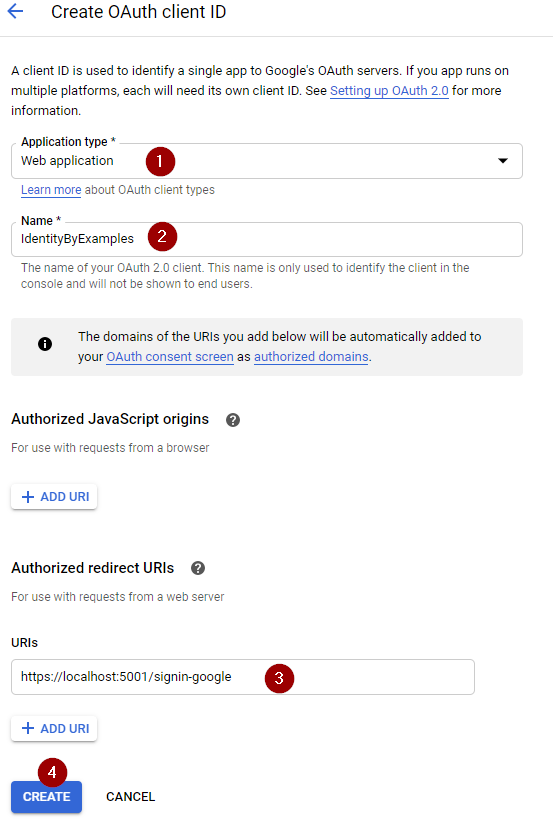 Create OAuth client ID
A client ID is used to identify a single app to Google's OAuth servers. If you app runs on
multiple platforms, each will need its own client ID. See Setting up OAuth 2.0 for more
information.
Application type *
Web application 1
Learn more about OAuth client types
Name *
IdentityByExamples 2
The name of your OAuth 2.0 client. This name is only used to identify the client in the
console and will not be shown to end users.
The domains of the URIs you add below will be automatically added to
your OAuth consent screen as authorized domains.
Authorized JavaScript origins ?
For use with requests from a browser
+ ADD URI
Authorized redirect URIs ?
For use with requests from a web server
URIs
https://localhost:5001/signin-google 3
+ ADD URI
4
CREATE CANCEL